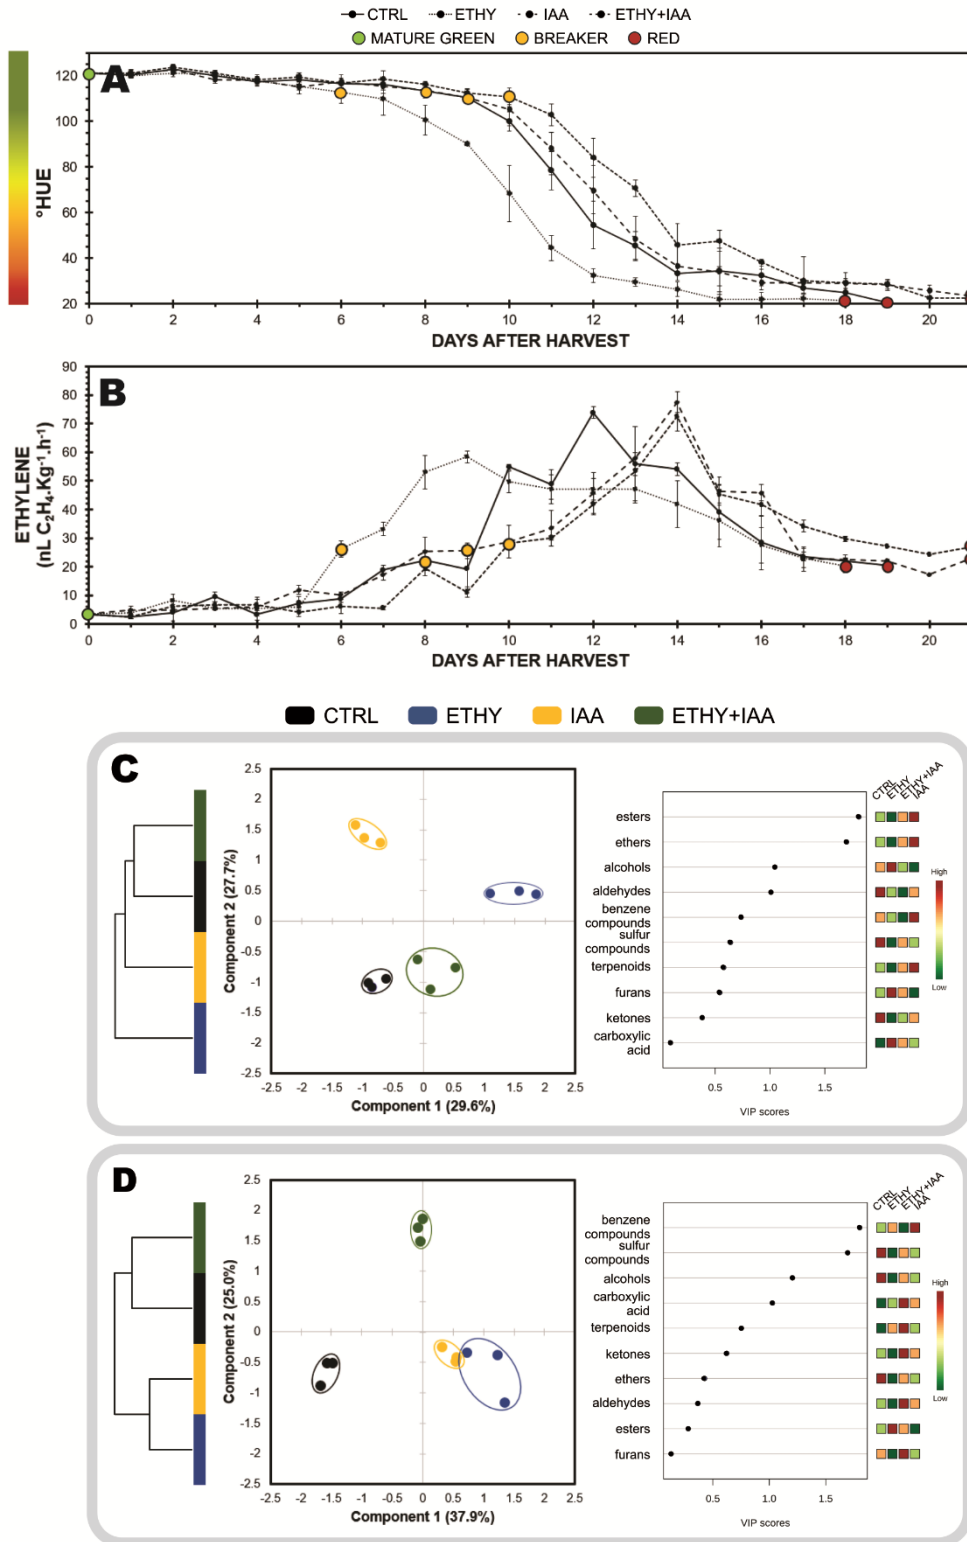 CTRL ETHY IAA ETHY+IAA
MATURE GREEN BREAKER RED
A
120
100
80
60
40
20
°HUE
0 2 4 6 8 10 12 14 16 18 20
DAYS AFTER HARVEST
B
90
80
70
60
50
40
30
20
10
0
ETHYLENE
(nL C₂H₄.Kg⁻¹.h⁻¹)
0 2 4 6 8 10 12 14 16 18 20
DAYS AFTER HARVEST
CTRL ETHY IAA ETHY+IAA
C
2.5
2
1.5
1
0.5
0
-0.5
-1
-1.5
-2
-2.5
Component 2 (27.7%)
-2.5 -2 -1.5 -1 -0.5 0 0.5 1 1.5 2 2.5
Component 1 (29.6%)
CTRL ETHY ETHY+IAA IAA
esters
ethers
alcohols
aldehydes
benzene
compounds
sulfur
compounds
terpenoids
furans
ketones
carboxylic
acid
0.5 1.0 1.5
VIP scores
High
Low
D
2.5
2
1.5
1
0.5
0
-0.5
-1
-1.5
-2
-2.5
Component 2 (25.0%)
-2.5 -2 -1.5 -1 -0.5 0 0.5 1 1.5 2 2.5
Component 1 (37.9%)
CTRL ETHY ETHY+IAA IAA
benzene
compounds
sulfur
compounds
alcohols
carboxylic
acid
terpenoids
ketones
ethers
aldehydes
esters
furans
0.5 1.0 1.5
VIP scores
High
Low